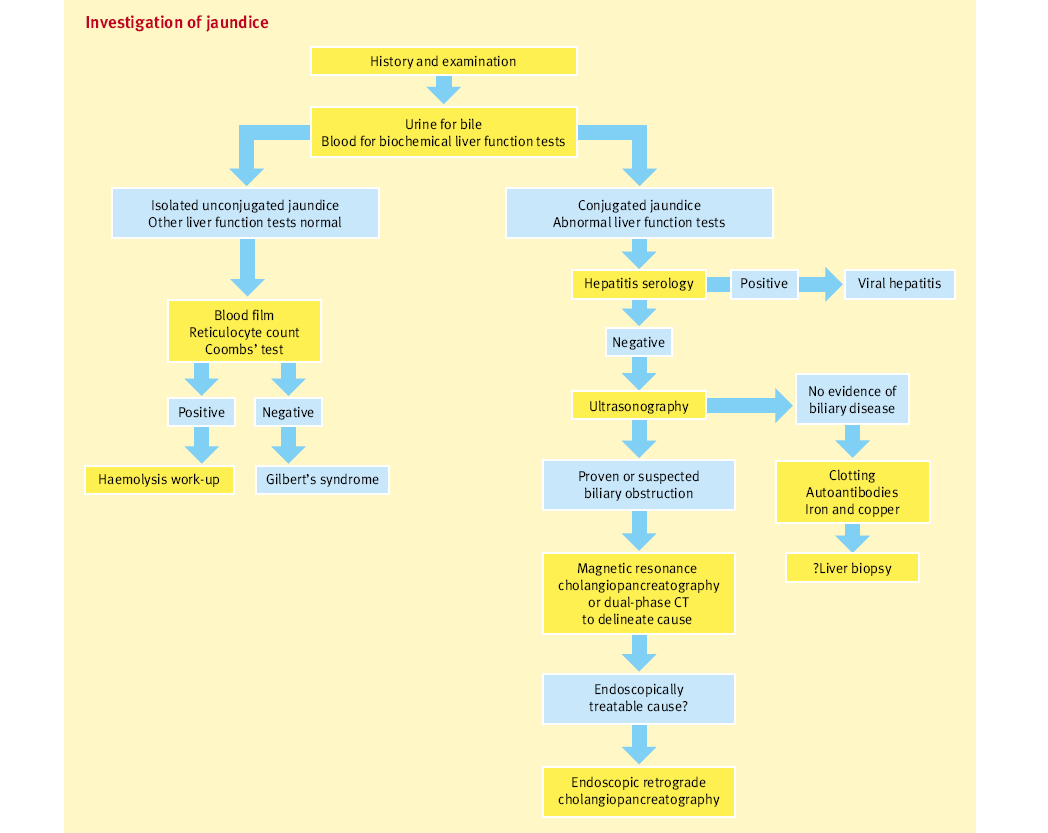 Investigation of jaundice
History and examination
Urine for bile
Blood for biochemical liver function tests
Isolated unconjugated jaundice
Other liver function tests normal
Conjugated jaundice
Abnormal liver function tests
Hepatitis serology
Positive
Viral hepatitis
Blood film
Reticulocyte count
Coombs’ test
Negative
Ultrasonography
No evidence of
biliary disease
Positive
Negative
Haemolysis work-up
Gilbert’s syndrome
Proven or suspected
biliary obstruction
Clotting
Autoantibodies
Iron and copper
?Liver biopsy
Magnetic resonance
cholangiopancreatography
or dual-phase CT
to delineate cause
Endoscopically
treatable cause?
Endoscopic retrograde
cholangiopancreatography